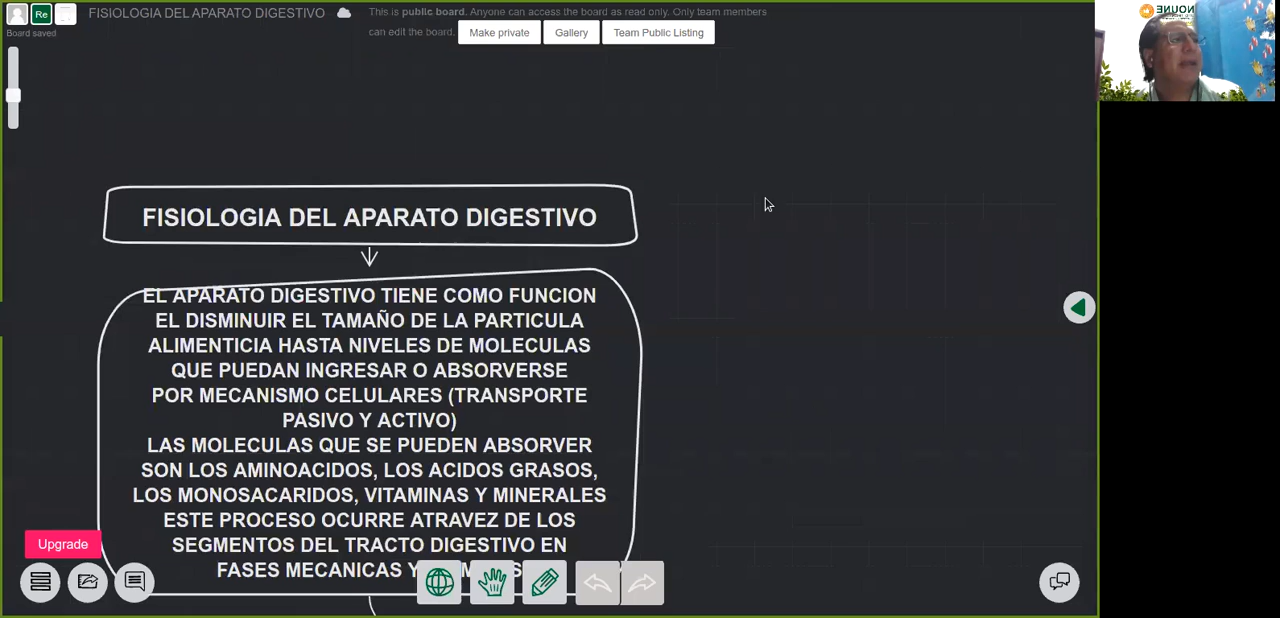 FISIOLOGIA DEL APARATO DIGESTIVO
This is public board. Anyone can access the board as read only. Only team members
can edit the board.
Make private
Gallery
Team Public Listing
Re
Board saved
FISIOLOGIA DEL APARATO DIGESTIVO
EL APARATO DIGESTIVO TIENE COMO FUNCION
EL DISMINUIR EL TAMAÑO DE LA PARTICULA
ALIMENTICIA HASTA NIVELES DE MOLECULAS
QUE PUEDAN INGRESAR O ABSORVERSE
POR MECANISMO CELULARES (TRANSPORTE
PASIVO Y ACTIVO)
LAS MOLECULAS QUE SE PUEDEN ABSORVER
SON LOS AMINOACIDOS, LOS ACIDOS GRASOS,
LOS MONOSACARIDOS, VITAMINAS Y MINERALES
ESTE PROCESO OCURRE ATRAVEZ DE LOS
SEGMENTOS DEL TRACTO DIGESTIVO EN
FASES MECANICAS Y
Upgrade